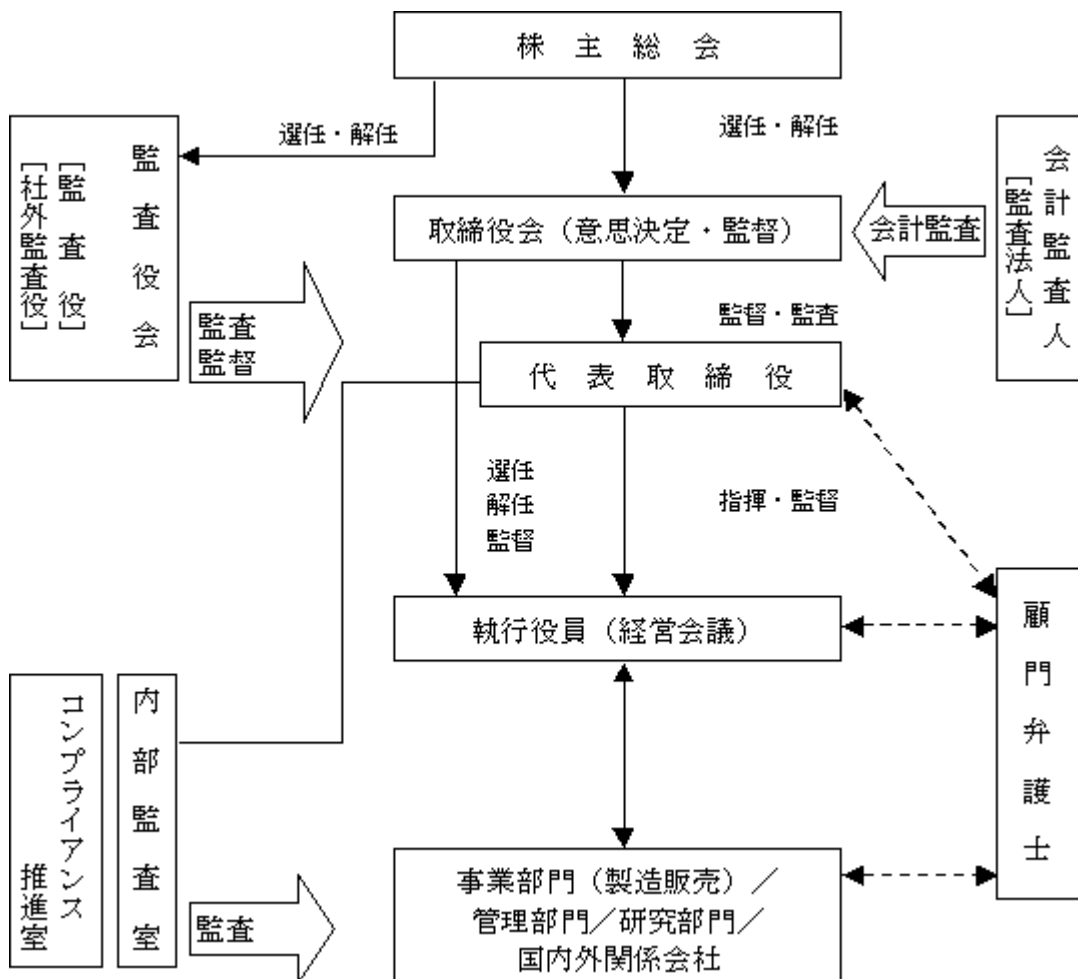 株主総会
選任・解任
選任・解任
監査役会
［監査役］
［社外監査役］
会計監査人
［監査法人］
取締役会（意思決定・監督）
会計監査
監査
監督
監督・監査
代表取締役
選任
解任
監督
指揮・監督
執行役員（経営会議）
顧問弁護士
内部監査室
コンプライアンス
推進室
監査
事業部門（製造販売）／
管理部門／研究部門／
国内外関係会社